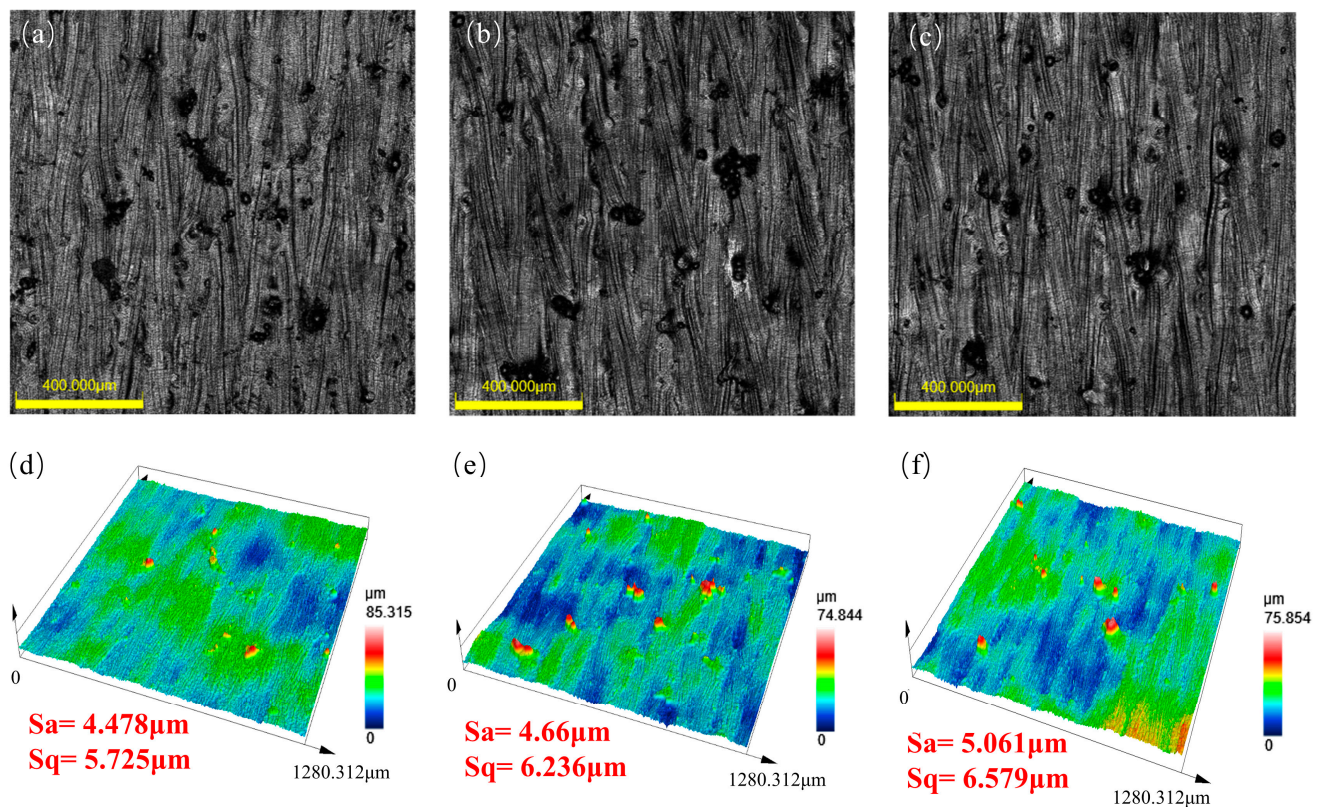 (a)
(b)
(c)
400.000μm
400.000μm
400.000μm
(d)
(e)
(f)
μm
85.315
0
0
Sa= 4.478μm
Sq= 5.725μm
1280.312μm
μm
74.844
0
0
Sa= 4.66μm
Sq= 6.236μm
1280.312μm
μm
75.854
0
0
Sa= 5.061μm
Sq= 6.579μm
1280.312μm